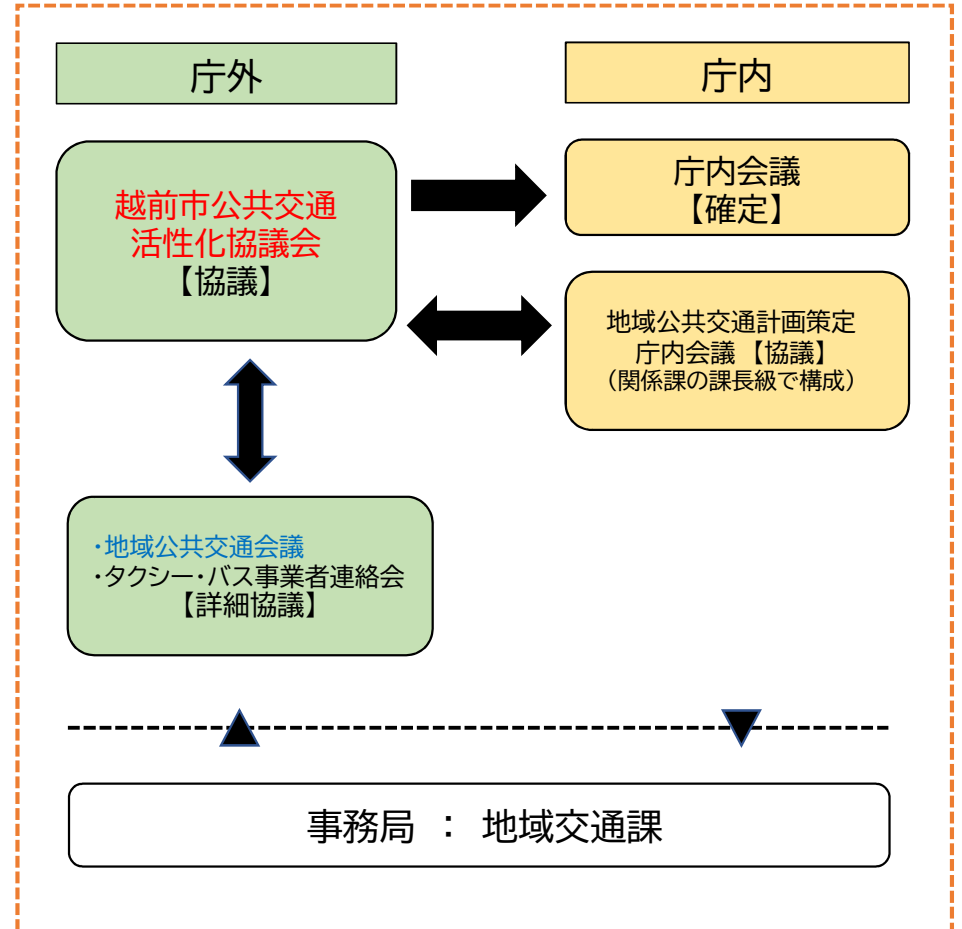 庁外
庁内
越前市公共交通
活性化協議会
【協議】
庁内会議
【確定】
地域公共交通計画策定
庁内会議 【協議】
（関係課の課長級で構成）
・地域公共交通会議
・タクシー・バス事業者連絡会
【詳細協議】
事務局 ： 地域交通課